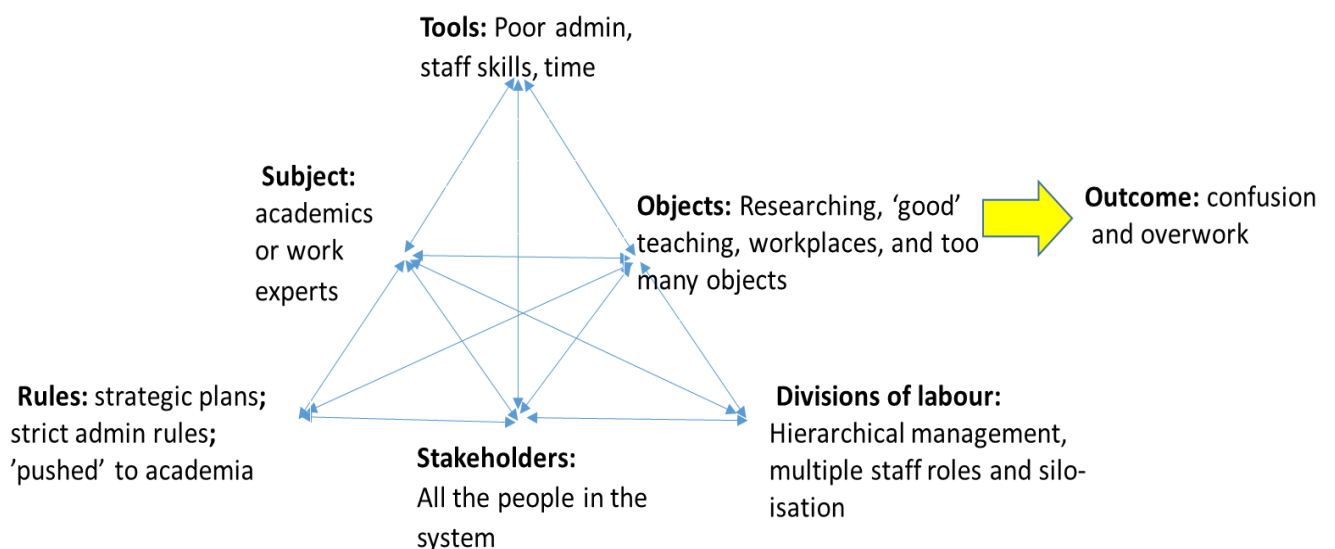 Tools: Poor admin,
staff skills, time
Subject:
academics
or work
experts
Objects: Researching, ‘good’
teaching, workplaces, and too
many objects
Outcome: confusion
and overwork
Rules: strategic plans;
strict admin rules;
’pushed’ to academia
Stakeholders:
All the people in the
system
Divisions of labour:
Hierarchical management,
multiple staff roles and silo-
isation